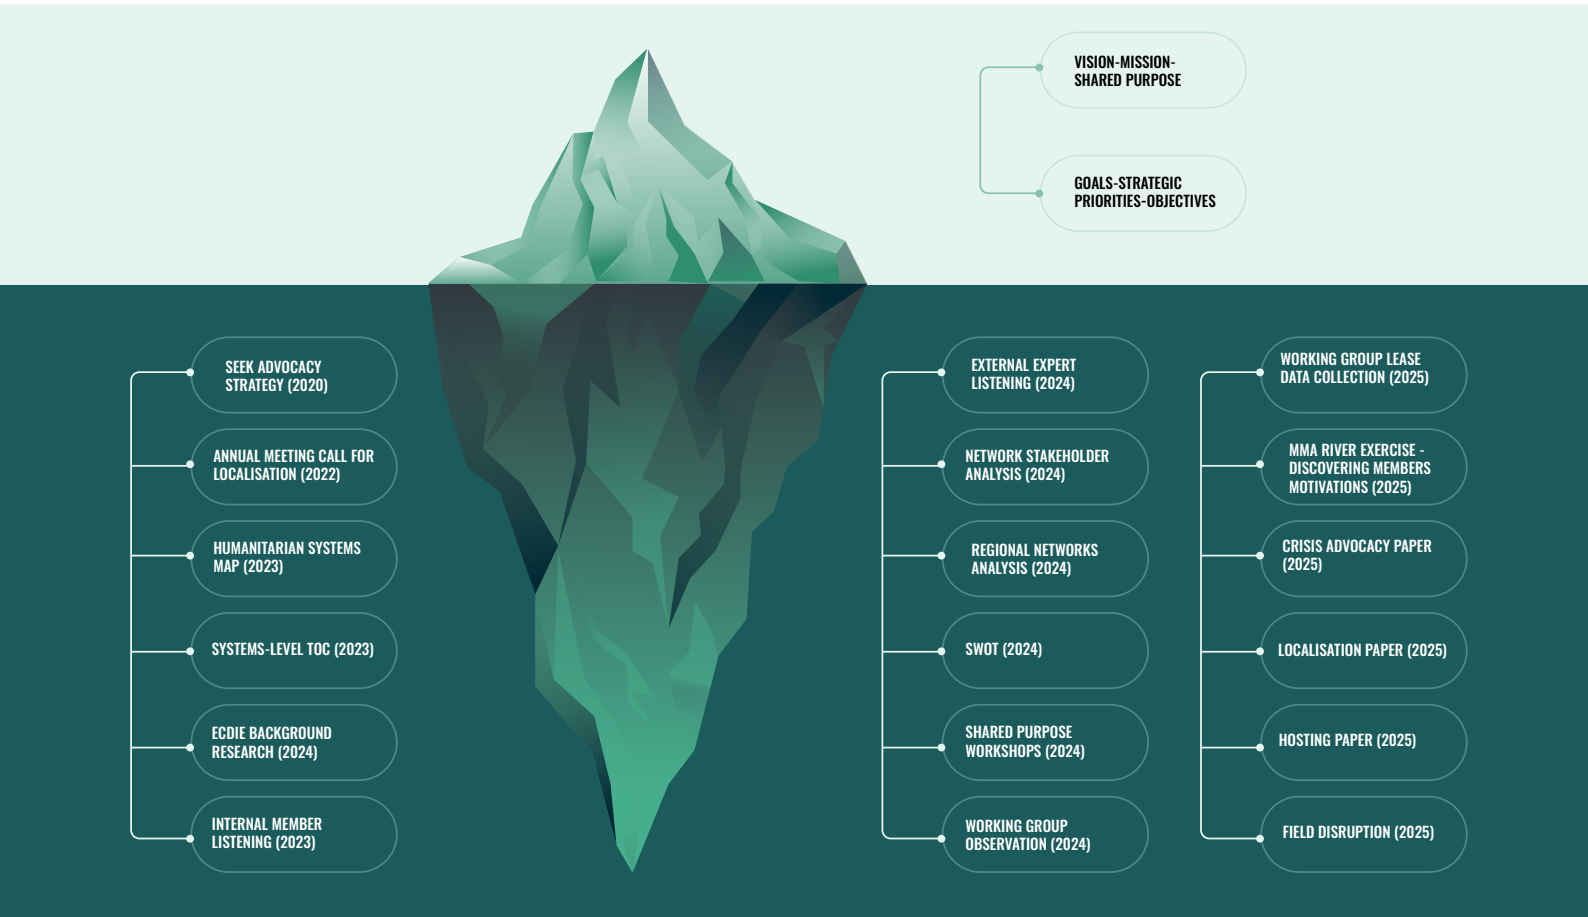 VISION-MISSION-
SHARED PURPOSE
GOALS-STRATEGIC
PRIORITIES-OBJECTIVES
SEEK ADVOCACY
STRATEGY (2020)
ANNUAL MEETING CALL FOR
LOCALISATION (2022)
HUMANITARIAN SYSTEMS
MAP (2023)
SYSTEMS-LEVEL TOC (2023)
ECDIE BACKGROUND
RESEARCH (2024)
INTERNAL MEMBER
LISTENING (2023)
EXTERNAL EXPERT
LISTENING (2024)
NETWORK STAKEHOLDER
ANALYSIS (2024)
REGIONAL NETWORKS
ANALYSIS (2024)
SWOT (2024)
SHARED PURPOSE
WORKSHOPS (2024)
WORKING GROUP
OBSERVATION (2024)
WORKING GROUP LEASE
DATA COLLECTION (2025)
MMA RIVER EXERCISE -
DISCOVERING MEMBERS
MOTIVATIONS (2025)
CRISIS ADVOCACY PAPER
(2025)
LOCALISATION PAPER (2025)
HOSTING PAPER (2025)
FIELD DISRUPTION (2025)